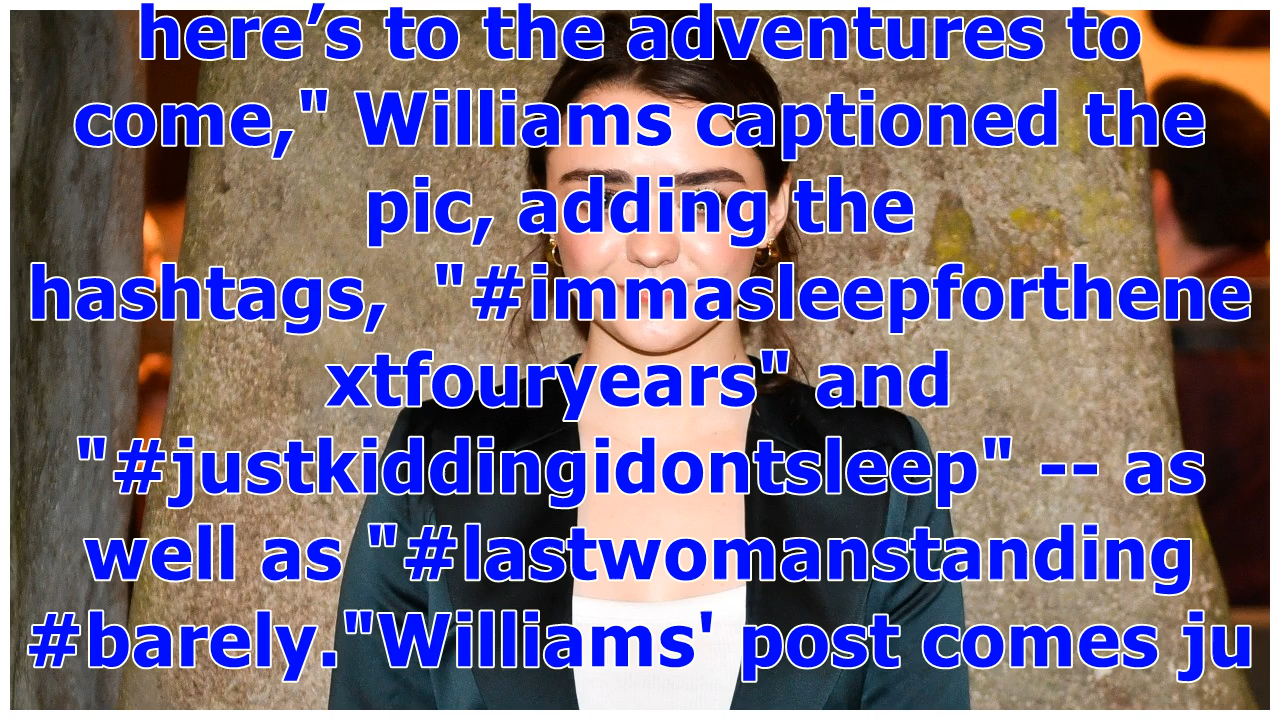 here’s to the adventures to
come," Williams captioned the
pic, adding the
hashtags,  "#immasleepforthene
xtfouryears" and
"#justkiddingidontsleep" -- as
well as "#lastwomanstanding
#barely. "Williams' post comes ju